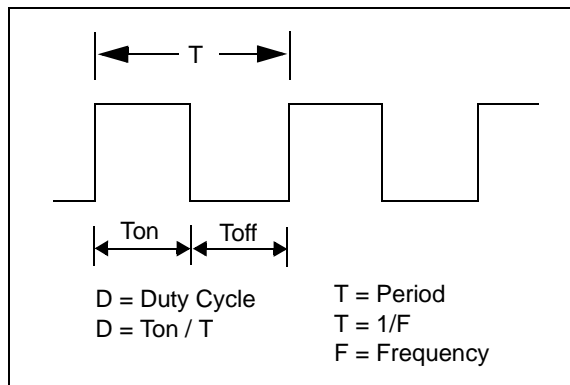 T
Ton
Toff
D = Duty Cycle
D = Ton / T
T = Period
T = 1/F
F = Frequency